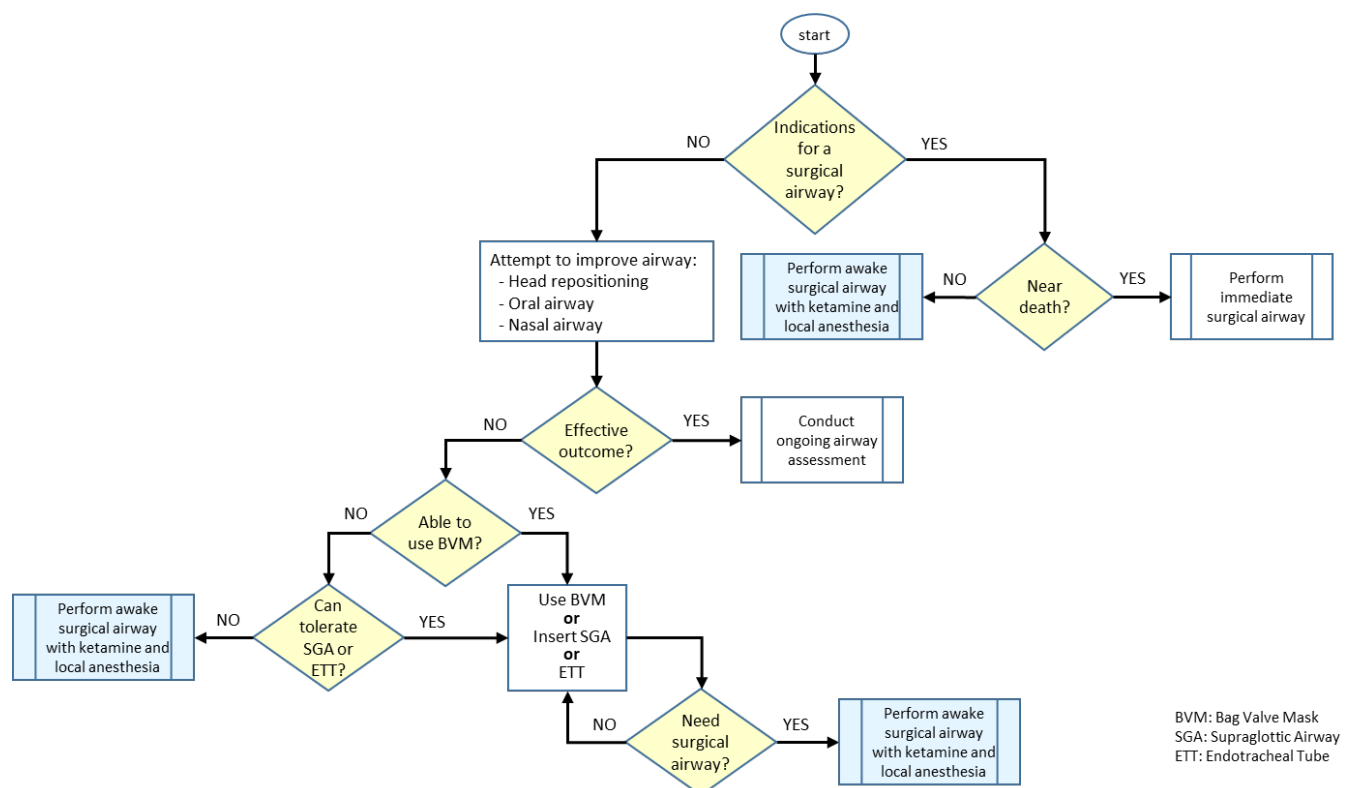 start
Indications
for a
surgical
airway?
NO
YES
Attempt to improve airway:
- Head repositioning
- Oral airway
- Nasal airway
Perform awake
surgical airway
with ketamine and
local anesthesia
NO
Near
death?
YES
Perform
immediate
surgical airway
NO
Effective
outcome?
YES
Conduct
ongoing airway
assessment
NO
Able to
use BVM?
YES
Perform awake
surgical airway
with ketamine and
local anesthesia
NO
Can
tolerate
SGA or
ETT?
YES
Use BVM
or
Insert SGA
or
ETT
NO
Need
surgical
airway?
YES
Perform awake
surgical airway
with ketamine and
local anesthesia
BVM: Bag Valve Mask
SGA: Supraglottic Airway
ETT: Endotracheal Tube